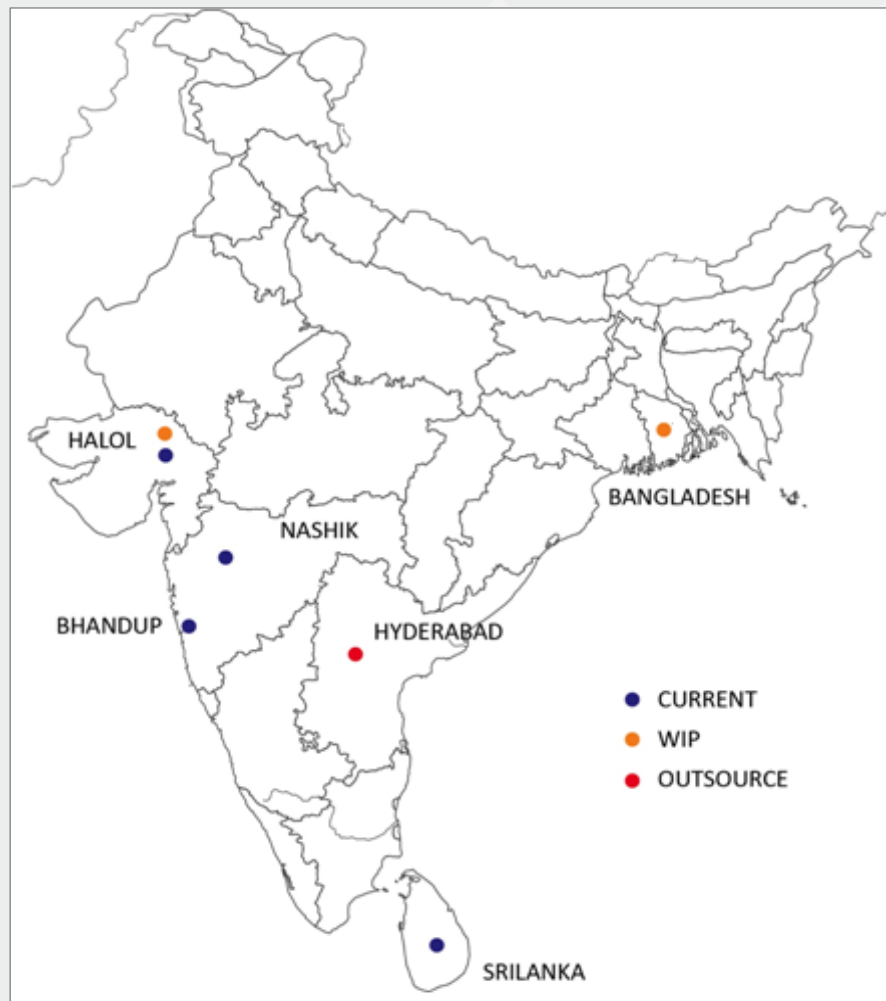 HALOL
BANGLADESH
NASHIK
BHANDUP
HYDERABAD
CURRENT
WIP
OUTSOURCE
SRILANKA